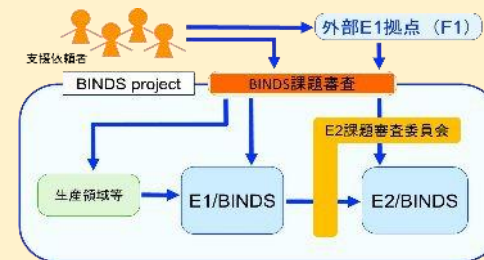 外部E1拠点（F1）
支援依頼者
BINDS project
BINDS課題審査
E2課題審査委員会
生産領域等
E1/BINDS
E2/BINDS